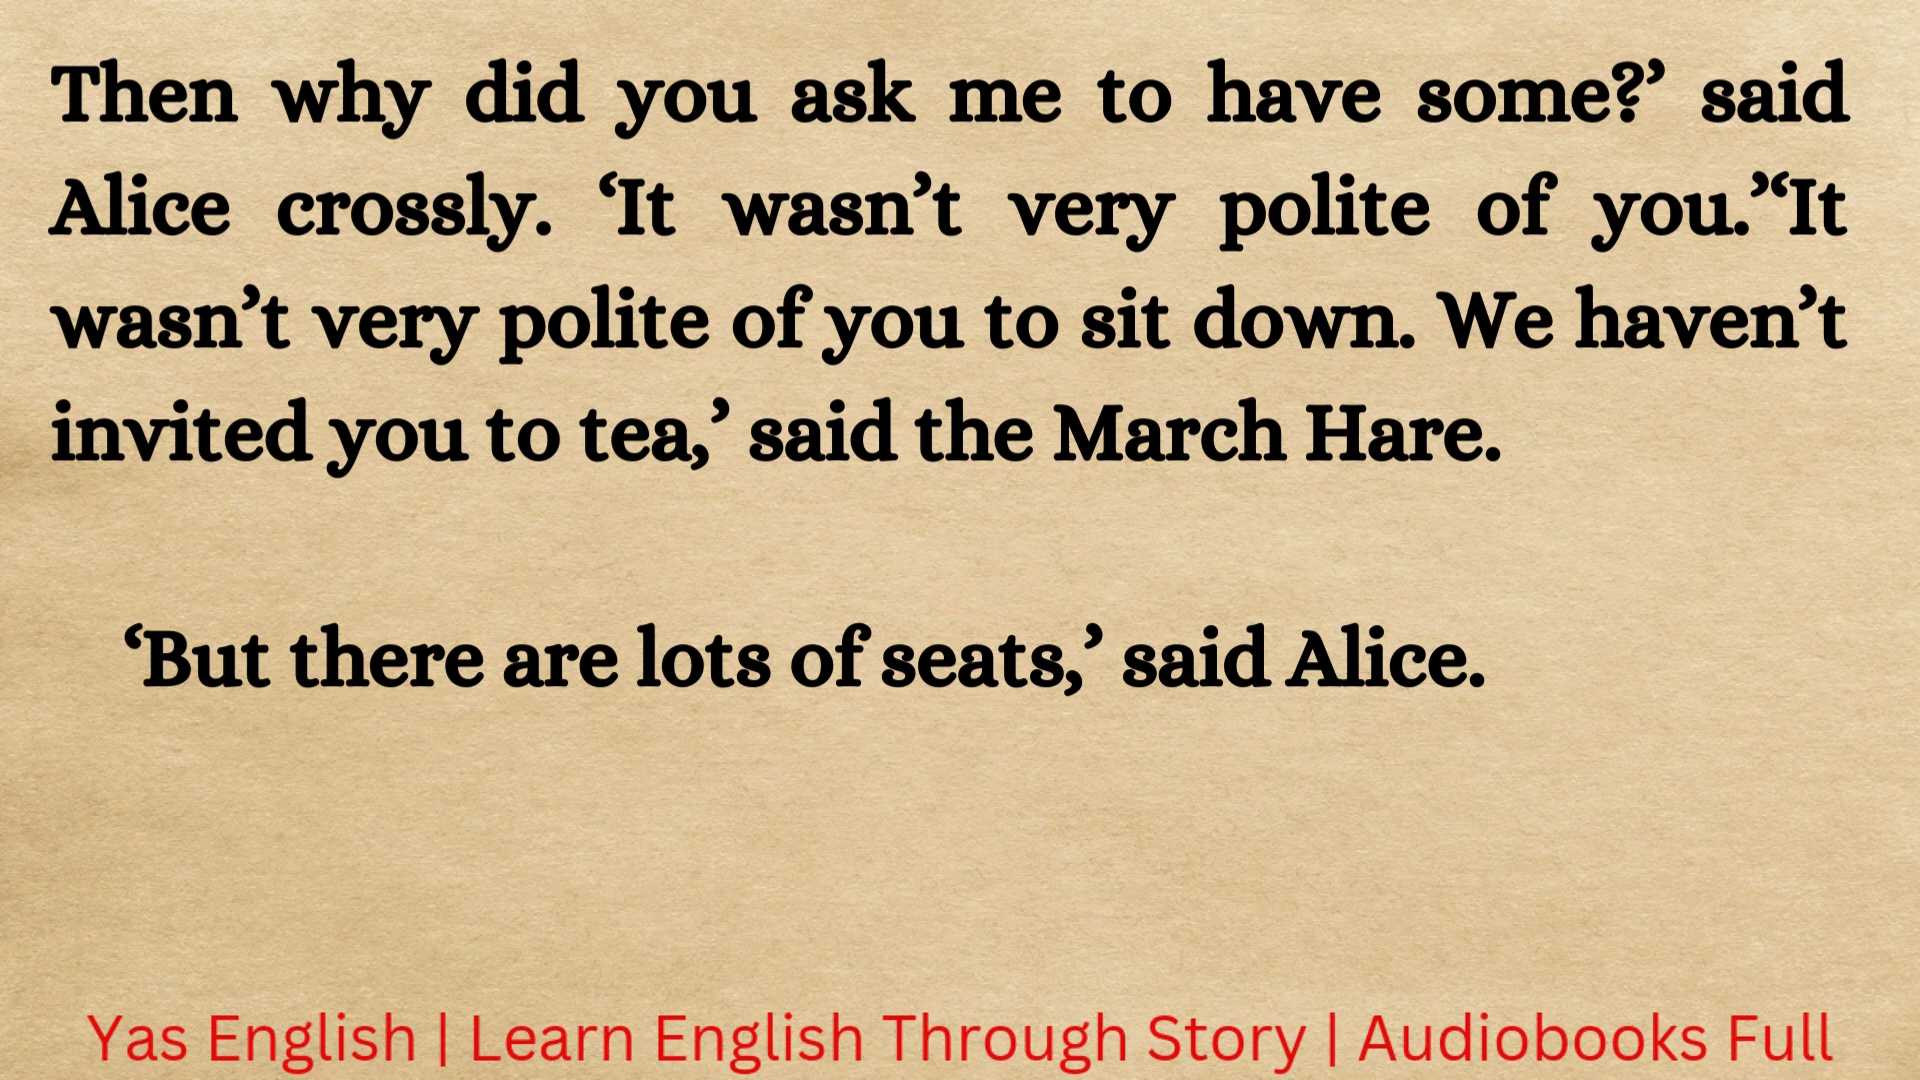 Then why did you ask me to have some?’ said
Alice crossly. ‘It wasn’t very polite of you.’‘It
wasn’t very polite of you to sit down. We haven’t
invited you to tea,’ said the March Hare.
‘But there are lots of seats,’ said Alice.
Yas English | Learn English Through Story | Audiobooks Full